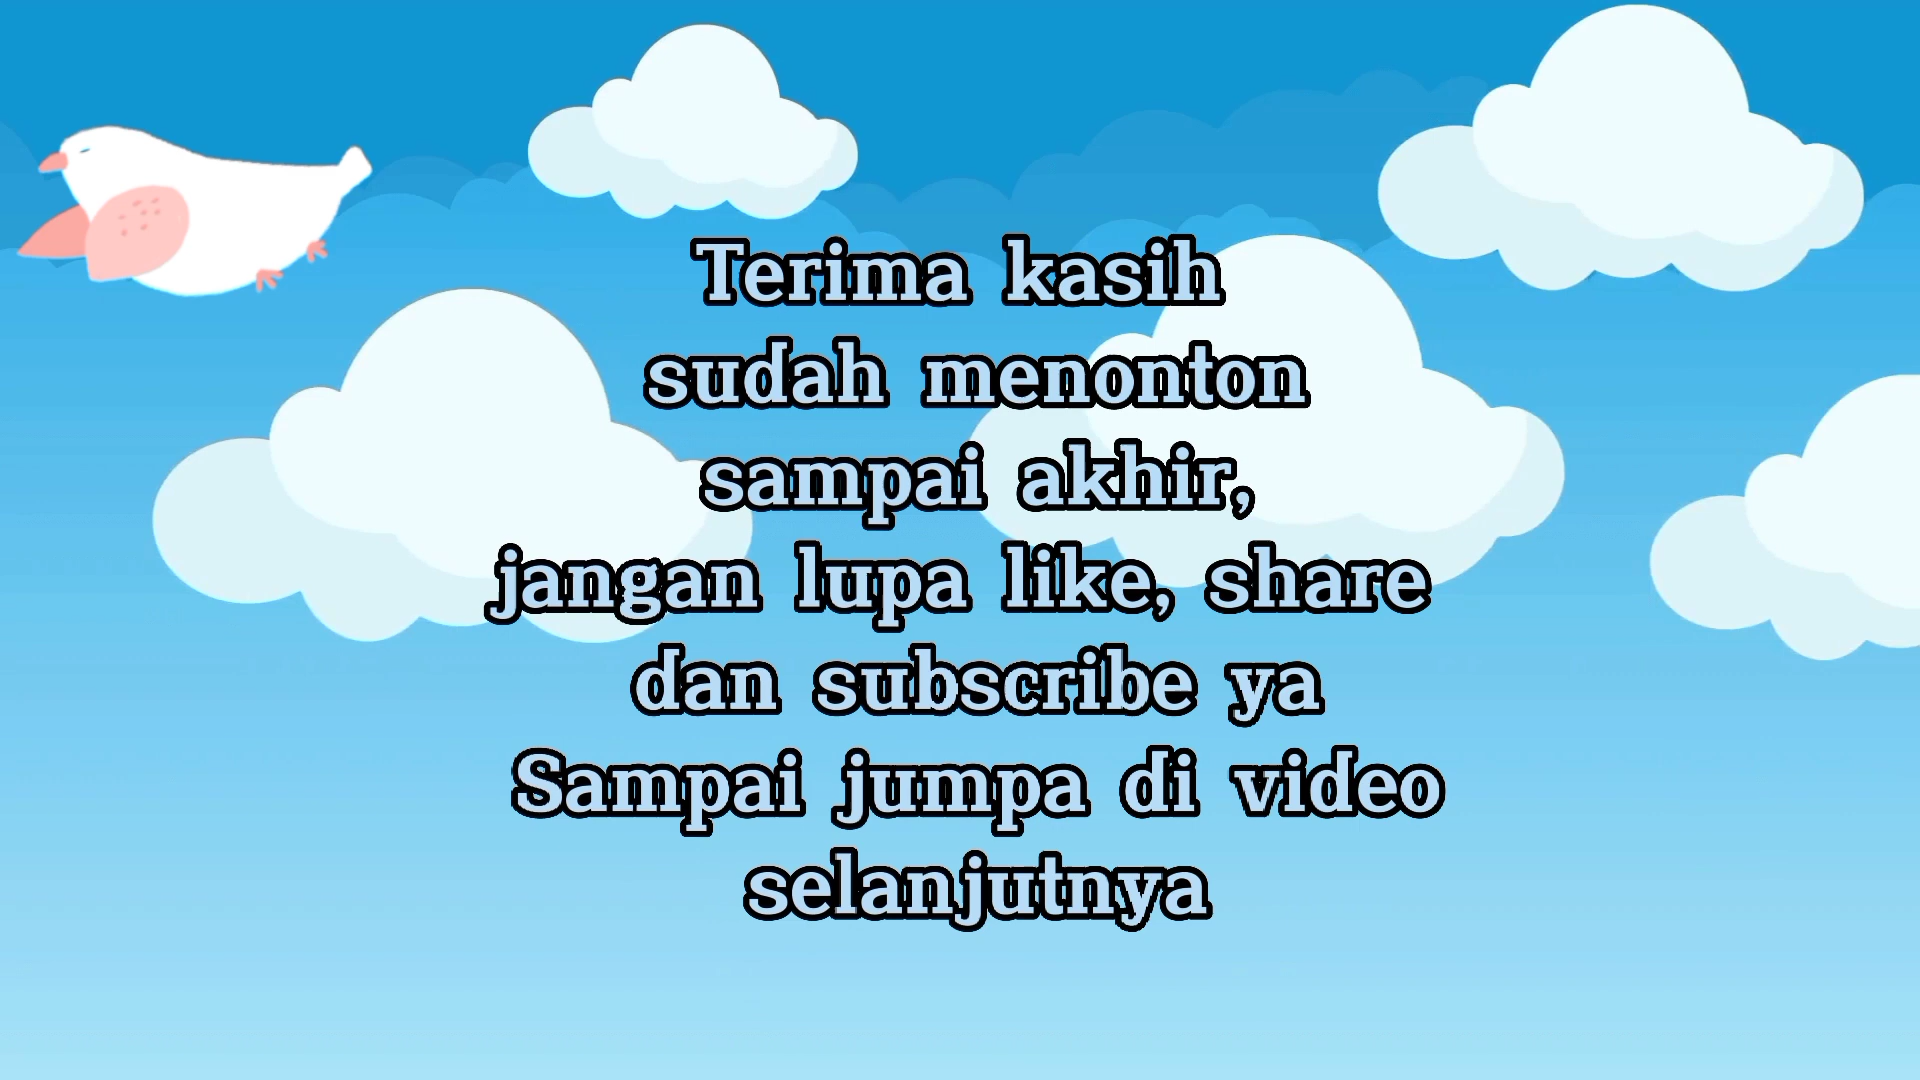 Terima kasih
sudah menonton
sampai akhir,
jangan lupa like, share
dan subscribe ya
Sampai jumpa di video
selanjutnya